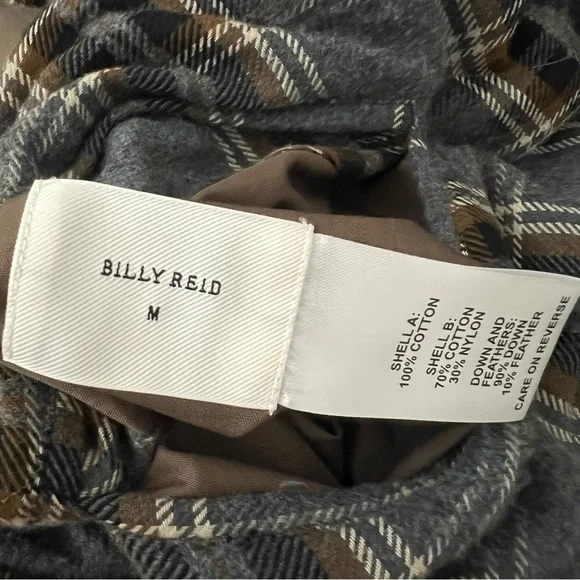 BILLY REID
M
SHELL A:
100% COTTON
SHELL B:
70% COTTON
30% NYLON
DOWN AND
FEATHERS:
90% DOWN
10% FEATHER
CARE ON REVERSE